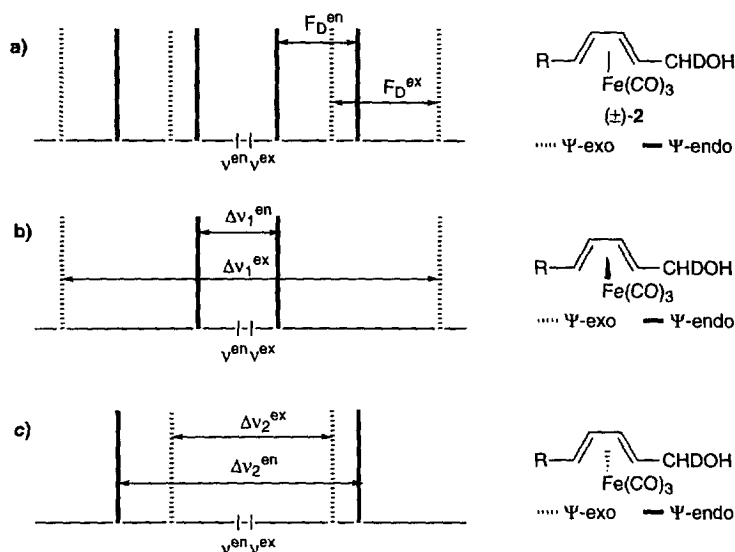 a)
F_D^en
F_D^ex
ν^en ν^ex
R
CHDOH
Fe(CO)3
(±)-2
Ψ-exo Ψ-endo
b)
Δν1^en
Δν1^ex
ν^en ν^ex
R
CHDOH
Fe(CO)3
Ψ-exo Ψ-endo
c)
Δν2^ex
Δν2^en
ν^en ν^ex
R
CHDOH
Fe(CO)3
Ψ-exo Ψ-endo